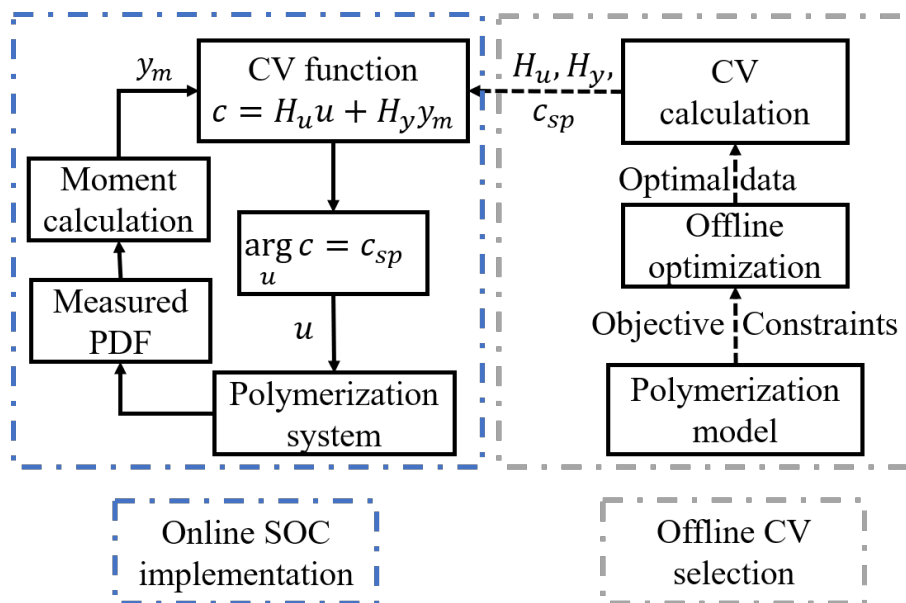 CV function
c = H_u u + H_y y_m
y_m
Moment
calculation
Measured
PDF
arg c = c_sp
u
u
Polymerization
system
H_u, H_y,
c_sp
CV
calculation
Optimal data
Offline
optimization
Objective Constraints
Polymerization
model
Online SOC
implementation
Offline CV
selection